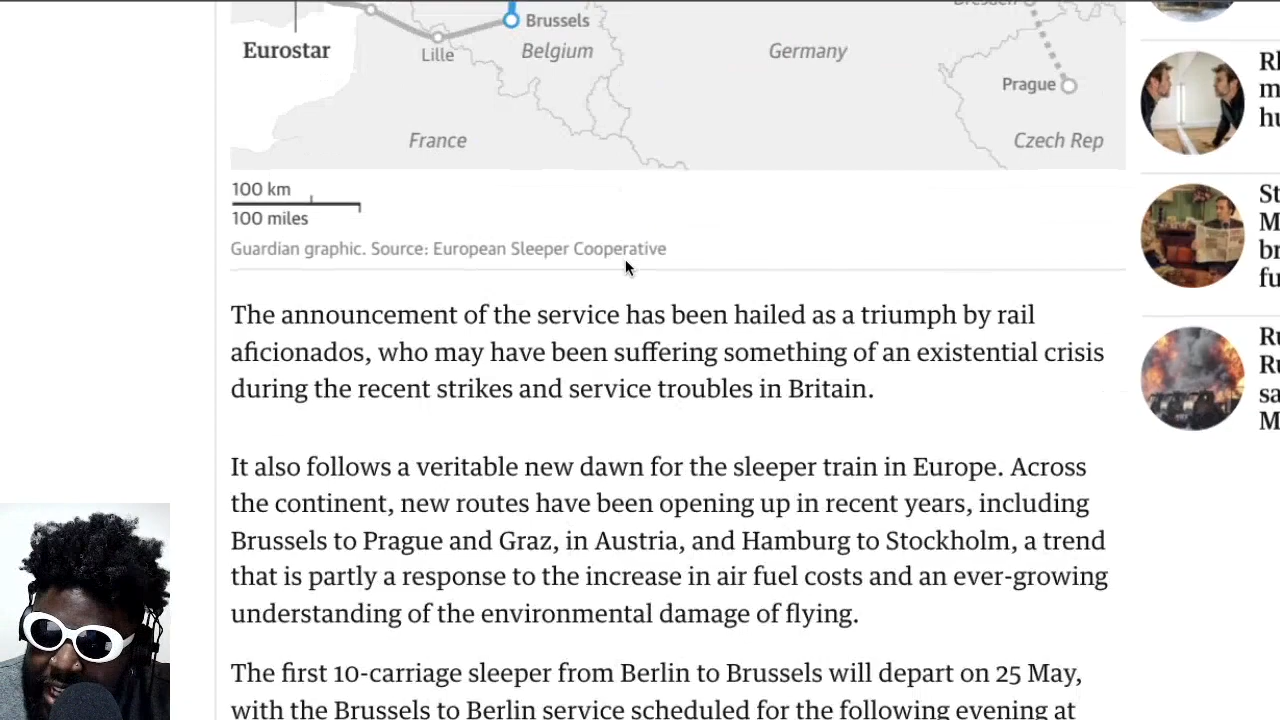 Dresden
Brussels
Eurostar
Lille
Belgium
Germany
Prague
France
Czech Rep
100 km
100 miles
Guardian graphic. Source: European Sleeper Cooperative
The announcement of the service has been hailed as a triumph by rail
aficionados, who may have been suffering something of an existential crisis
during the recent strikes and service troubles in Britain.
It also follows a veritable new dawn for the sleeper train in Europe. Across
the continent, new routes have been opening up in recent years, including
Brussels to Prague and Graz, in Austria, and Hamburg to Stockholm, a trend
that is partly a response to the increase in air fuel costs and an ever-growing
understanding of the environmental damage of flying.
The first 10-carriage sleeper from Berlin to Brussels will depart on 25 May,
with the Brussels to Berlin service scheduled for the following evening at